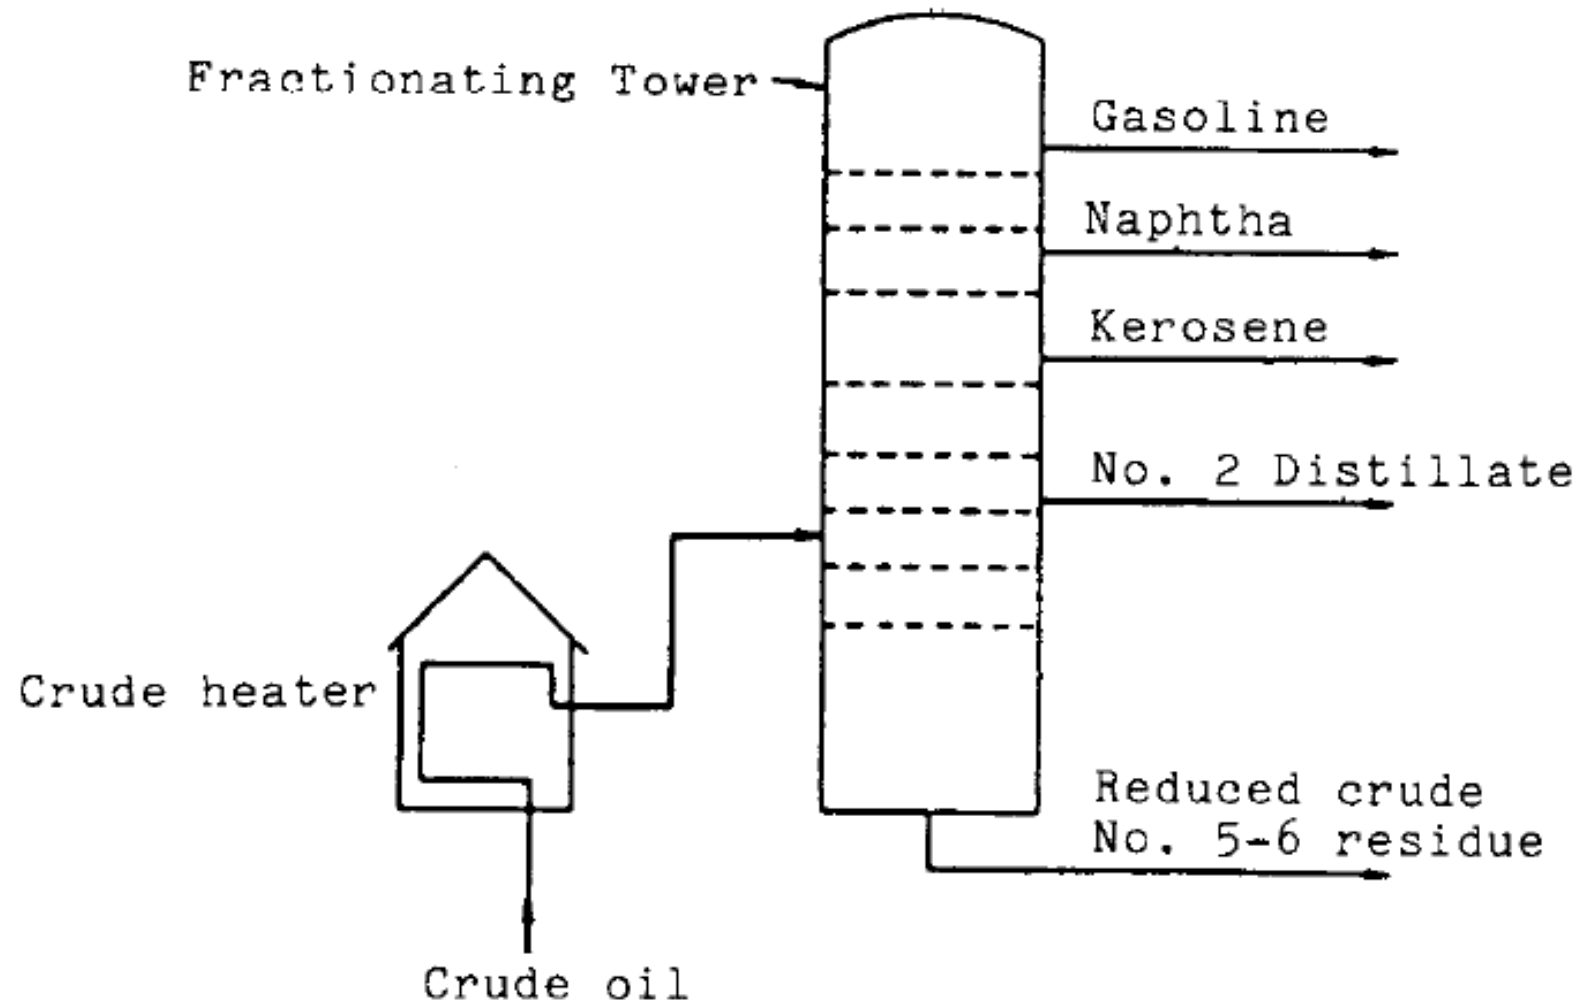 Fractionating Tower
Gasoline
Naphtha
Kerosene
No. 2 Distillate
Crude heater
Reduced crude
No. 5-6 residue
Crude oil